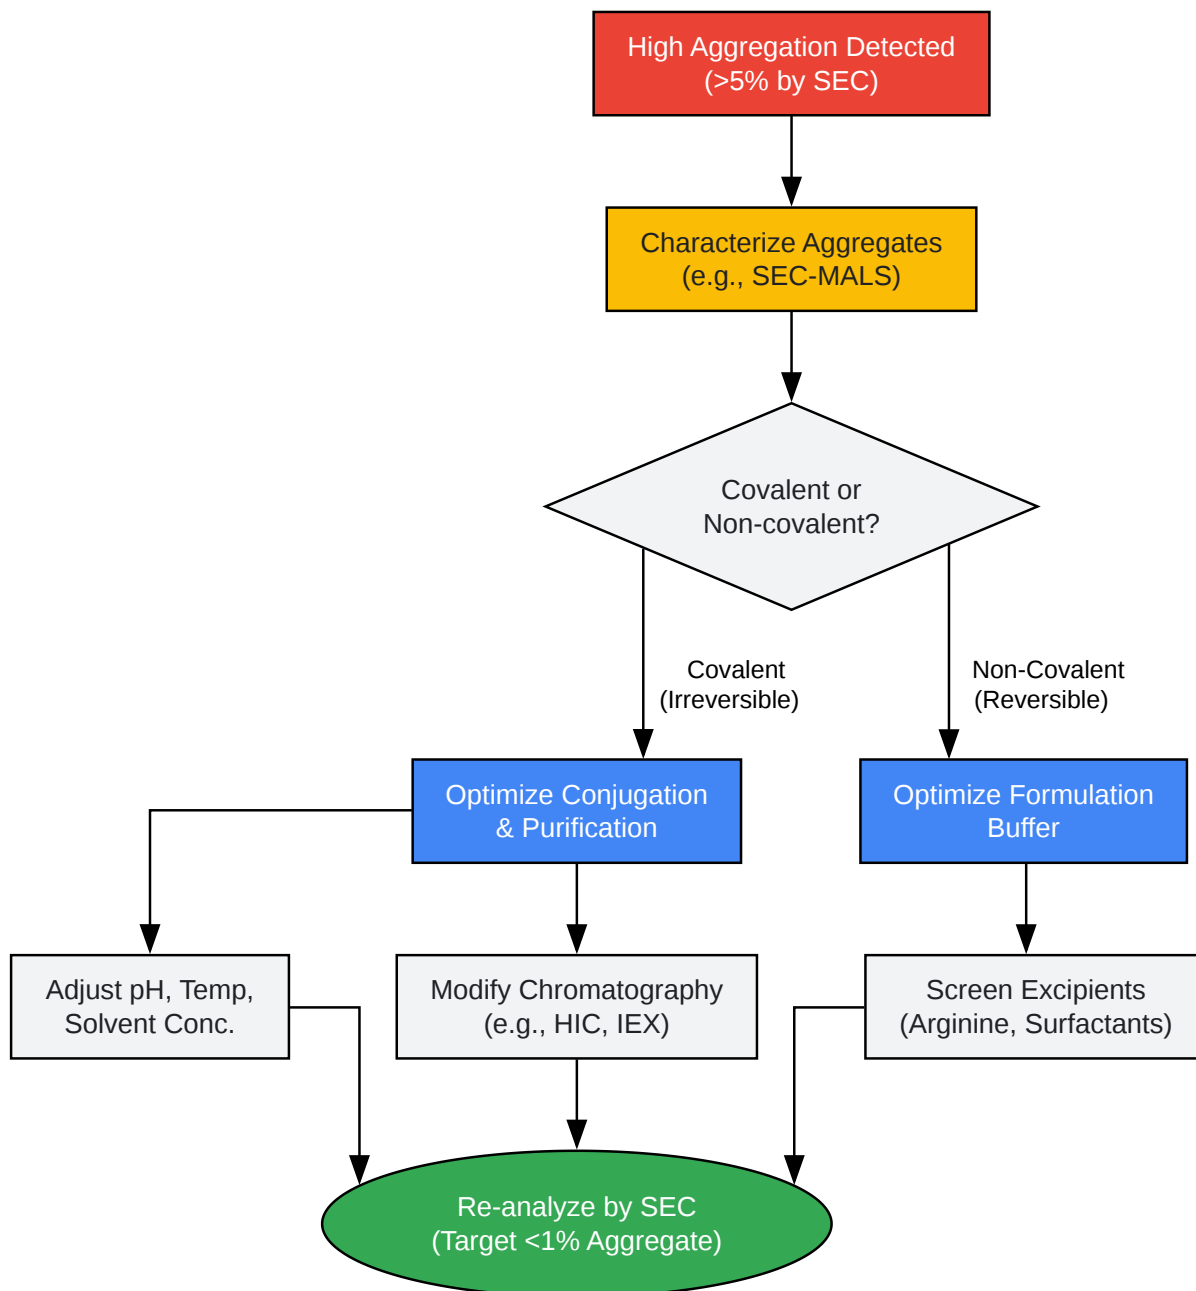 High Aggregation Detected
(>5% by SEC)
Characterize Aggregates
(e.g., SEC-MALS)
Covalent or
Non-covalent?
Covalent
(Irreversible)
Non-Covalent
(Reversible)
Optimize Conjugation
& Purification
Optimize Formulation
Buffer
Adjust pH, Temp,
Solvent Conc.
Modify Chromatography
(e.g., HIC, IEX)
Screen Excipients
(Arginine, Surfactants)
Re-analyze by SEC
(Target <1% Aggregate)